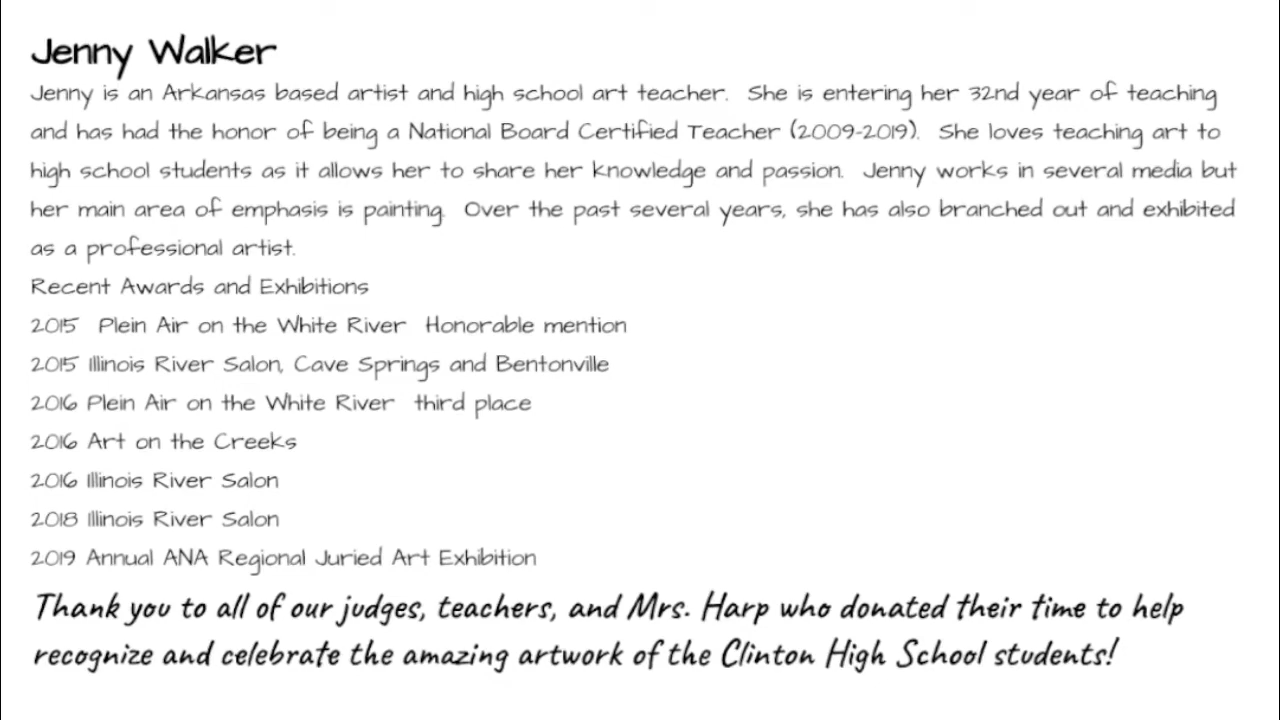 Jenny Walker
Jenny is an Arkansas based artist and high school art teacher. She is entering her 32nd year of teaching
and has had the honor of being a National Board Certified Teacher (2009-2019). She loves teaching art to
high school students as it allows her to share her knowledge and passion. Jenny works in several media but
her main area of emphasis is painting. Over the past several years, she has also branched out and exhibited
as a professional artist.
Recent Awards and Exhibitions
2015 Plein Air on the White River Honorable mention
2015 Illinois River Salon, Cave Springs and Bentonville
2016 Plein Air on the White River third place
2016 Art on the Creeks
2016 Illinois River Salon
2018 Illinois River Salon
2019 Annual ANA Regional Juried Art Exhibition
Thank you to all of our judges, teachers, and Mrs. Harp who donated their time to help
recognize and celebrate the amazing artwork of the Clinton High School students!